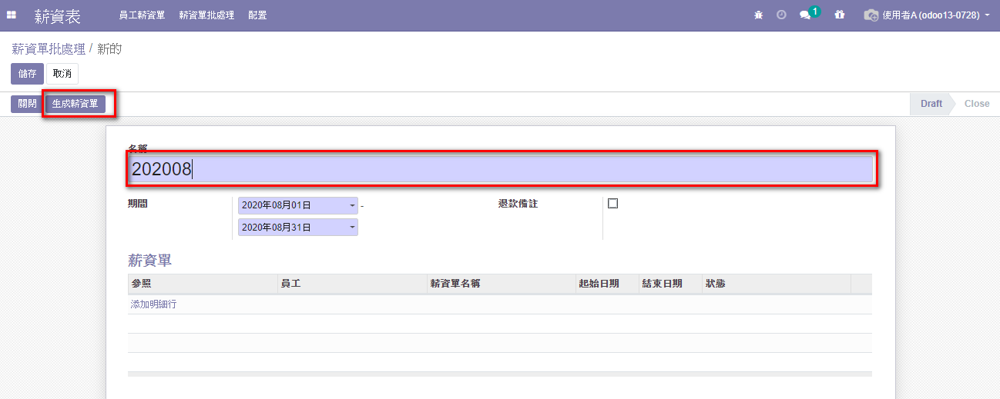 薪資表 員工薪資單 薪資單批處理 配置 1 使用者A (odoo13-0728)
薪資單批處理 / 新的
儲存 取消
關閉 生成薪資單 Draft Close
名稱
202008
期間 2020年08月01日 - 退款備註
2020年08月31日
薪資單
參照 員工 薪資單名稱 起始日期 結束日期 狀態
添加明細行